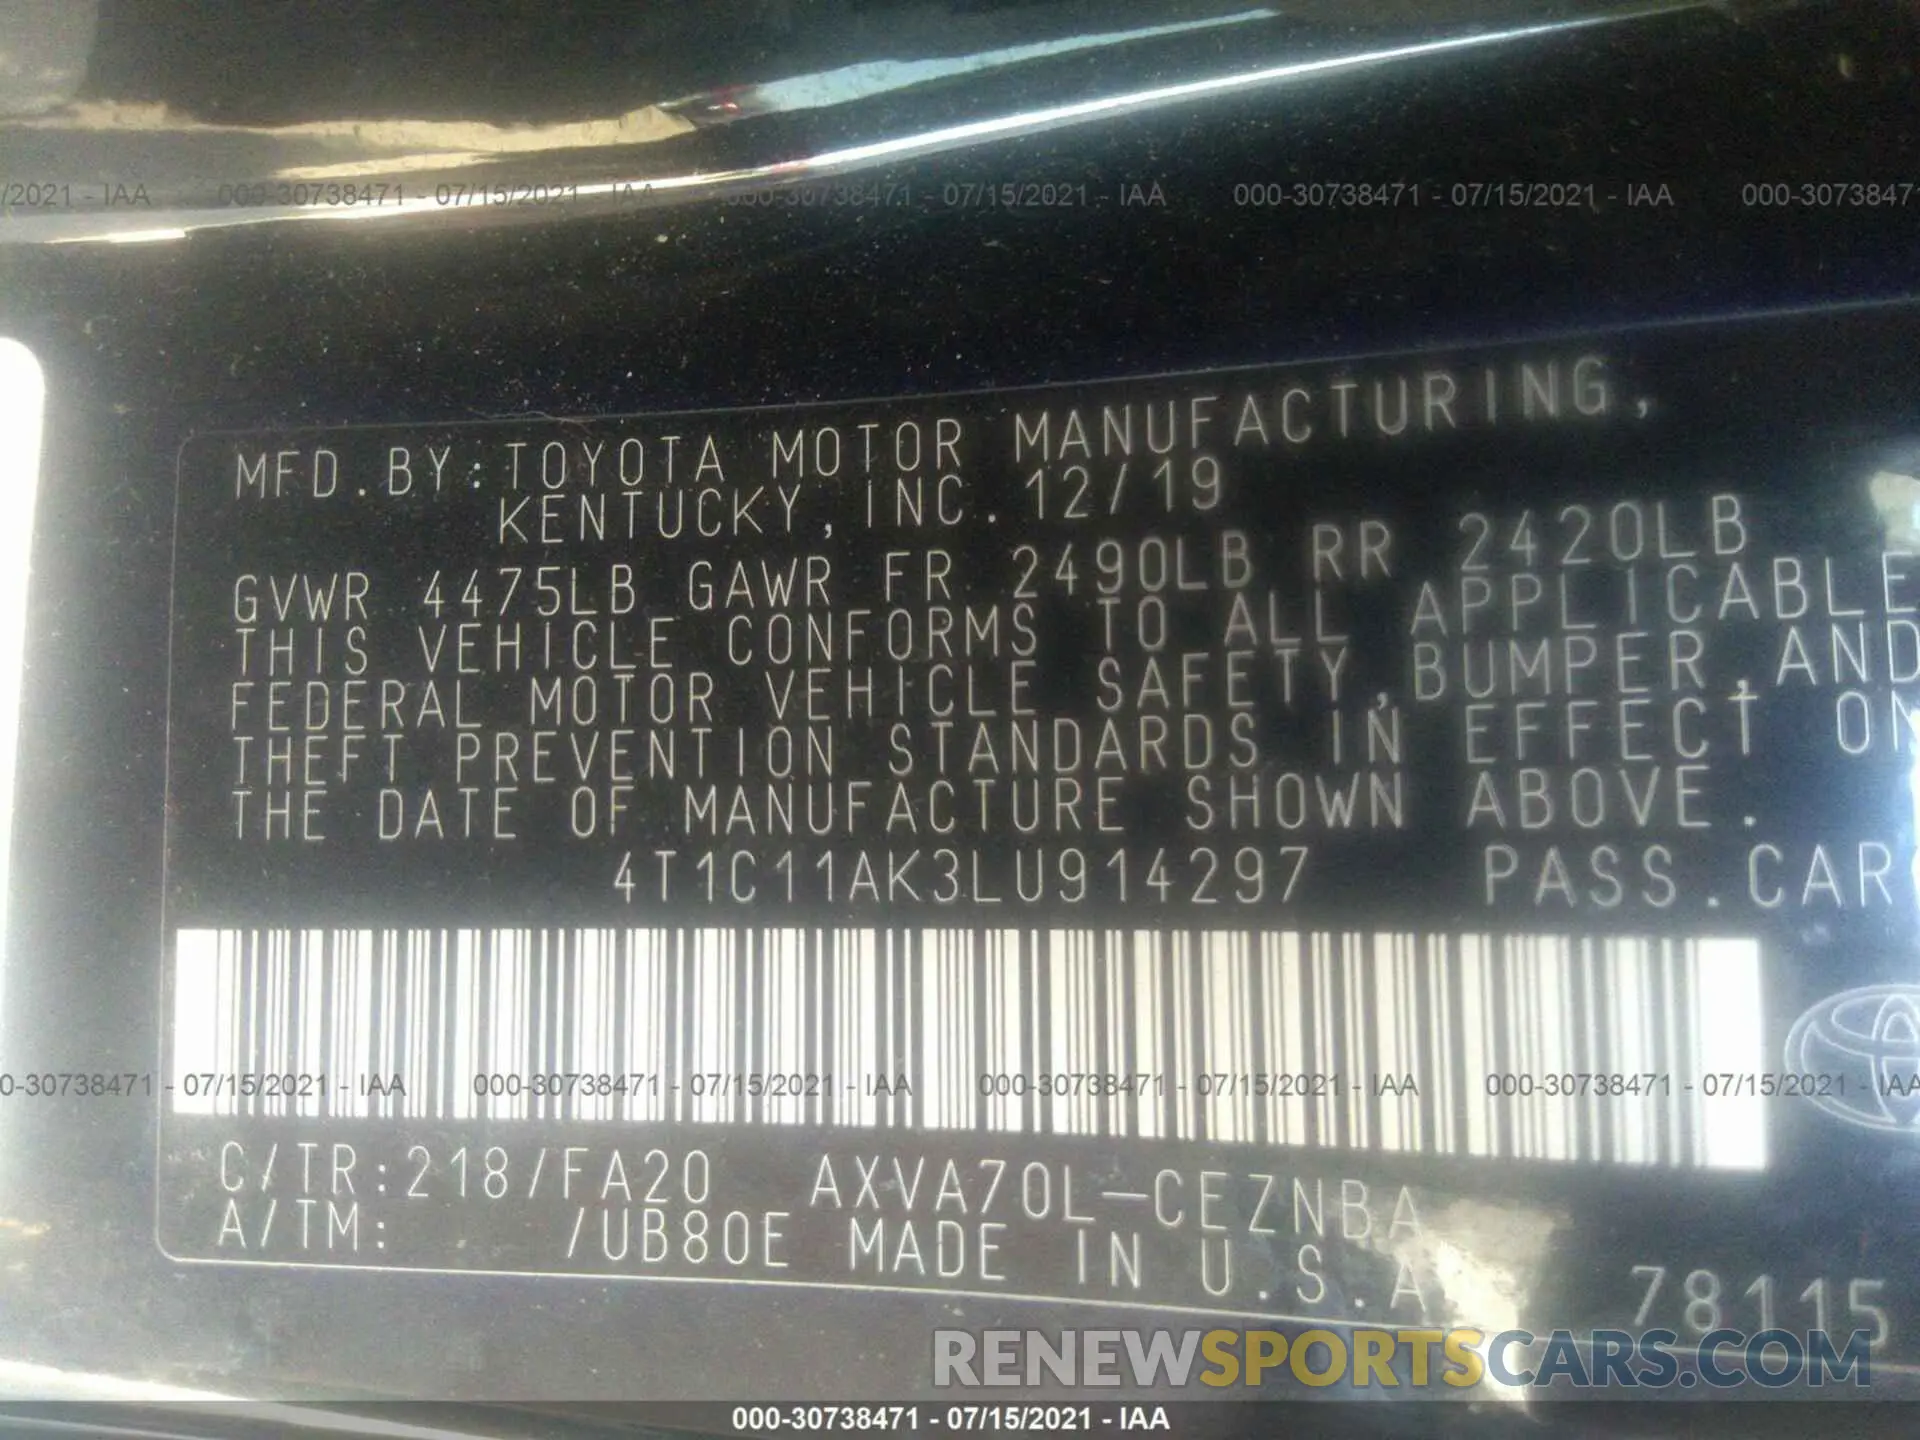 /2021 - IAA 000-30738471 - 07/15/2021 - IAA 000-30738471 - 07/15/2021 - IAA 000-30738471 - 07/15/2021 - IAA 000-3073847
MFD.BY:TOYOTA MOTOR MANUFACTURING,
KENTUCKY,INC. 12/19
GVWR 4475LB GAWR FR 2490LB RR 2420LB
THIS VEHICLE CONFORMS TO ALL APPLICABLE
FEDERAL MOTOR VEHICLE SAFETY,BUMPER,AND
THEFT PREVENTION STANDARDS IN EFFECT ON
THE DATE OF MANUFACTURE SHOWN ABOVE.
4T1C11AK3LU914297 PASS.CAR
0-30738471 - 07/15/2021 - IAA 000-30738471 - 07/15/2021 - IAA 000-30738471 - 07/15/2021 - IAA 000-30738471 - 07/15/2021 - IAA
C/TR:218/FA20 AXVA70L-CEZNBA
A/TM: /UB80E MADE IN U.S.A
78115
RENEWSPORTSCARS.COM
000-30738471 - 07/15/2021 - IAA